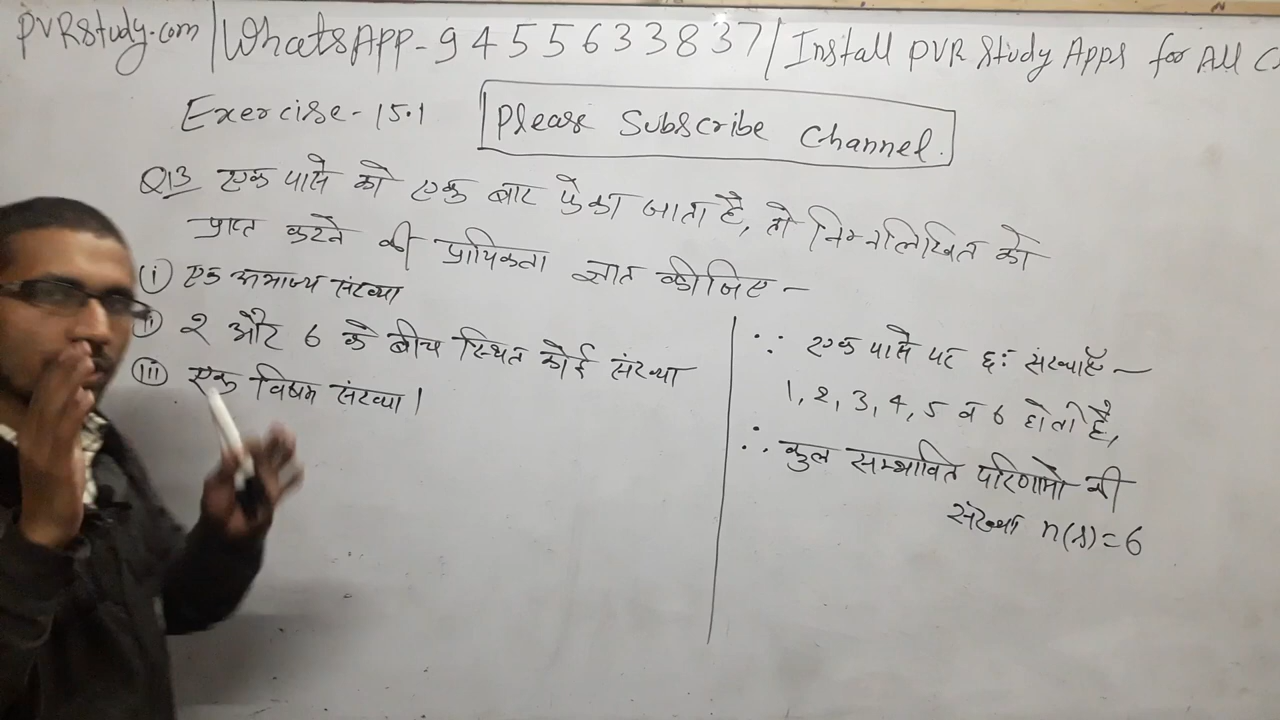 PVRStudy.com | WhatsApp - 9455633837 | Install PVR Study Apps for All C
Exercise - 15.1
Please Subscribe Channel.
Q13 एक पासे को एक बार फेंका जाता है, तो निम्नलिखित को
प्राप्त करने की प्रायिकता ज्ञात कीजिए -
(i) एक अभाज्य संख्या
(ii) 2 और 6 के बीच स्थित कोई संख्या
(iii) एक विषम संख्या।
∵ एक पासे पर छः संख्याएँ -
1, 2, 3, 4, 5 व 6 होती है,
∴ कुल सम्भावित परिणामो की
संख्या n(s) = 6